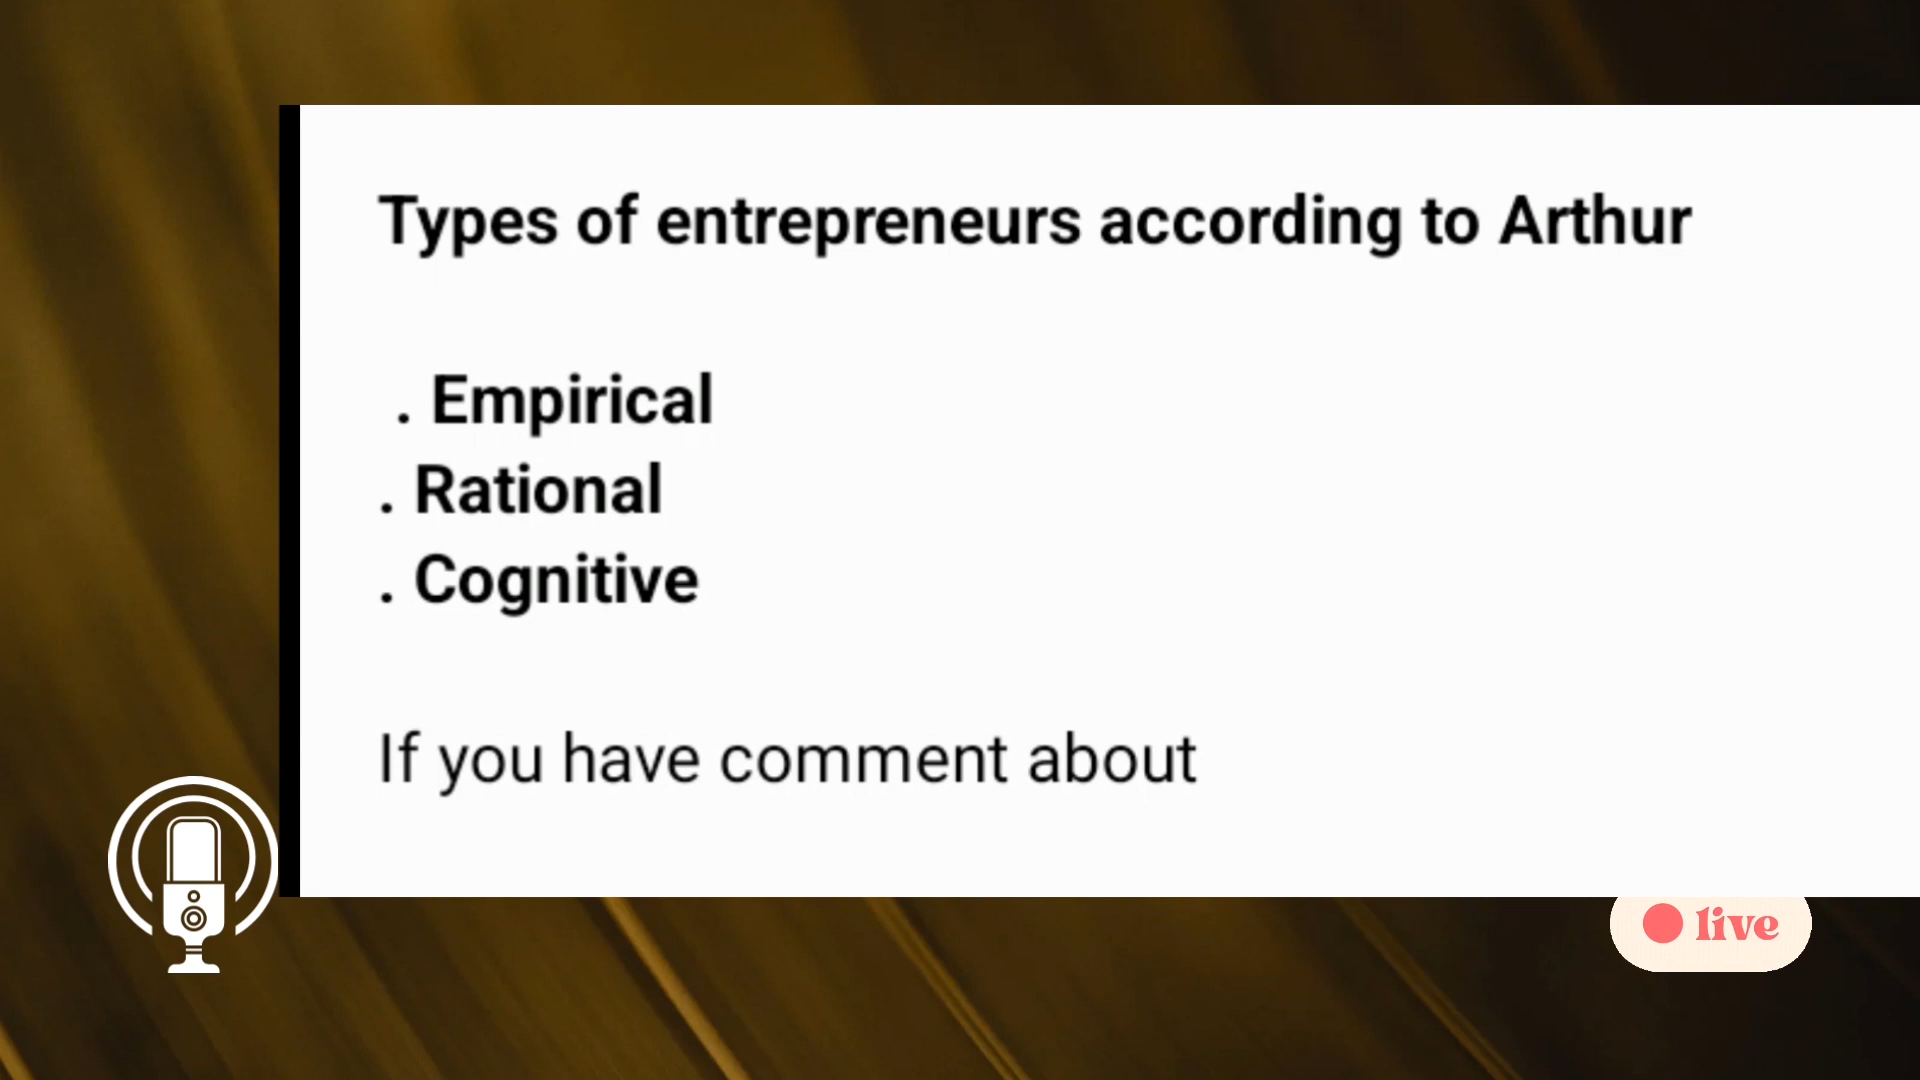 Types of entrepreneurs according to Arthur
. Empirical
. Rational
. Cognitive
If you have comment about
live